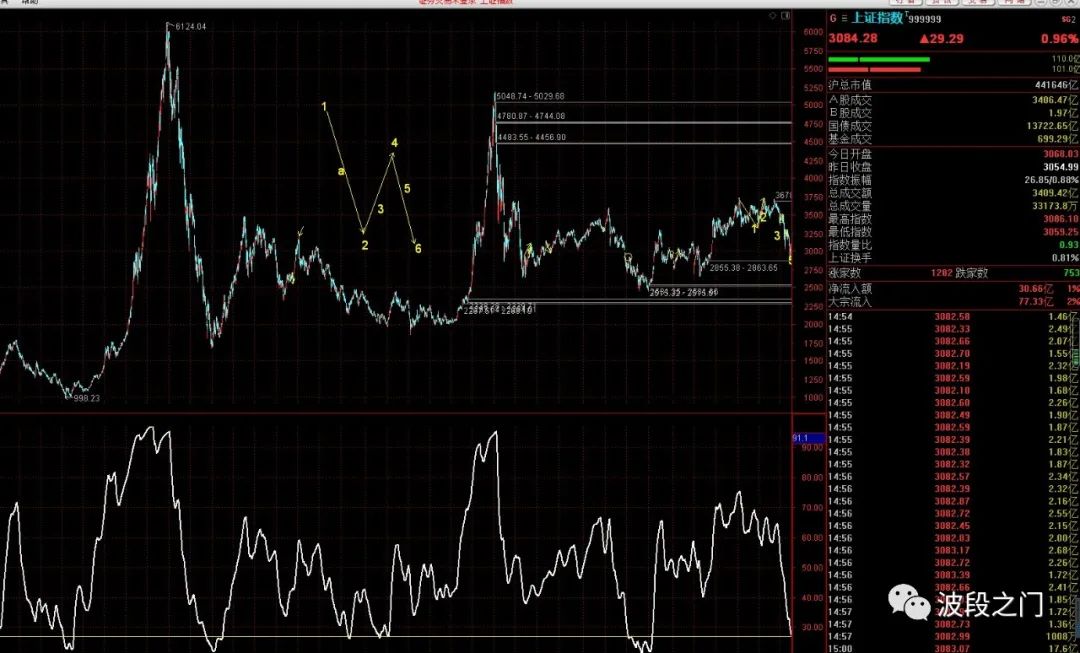 6124.04
1
a
2
3
4
5
6
5048.74 - 5029.68
4780.87 - 4744.08
4483.55 - 4456.90
3
2855.38 - 2863.65
998.23
6000
5750
5500
5250
5000
4750
4500
4250
4000
3750
3500
3250
3000
2750
2500
2250
2000
1750
1500
1250
1000
91.1
90.00
80.00
70.00
60.00
50.00
40.00
30.00
G 上证指数 999999
3084.28 ▲29.29 0.96%
110.0亿
101.0亿
沪总市值 441646亿
A股成交 3406.47亿
B股成交 1.97亿
国债成交 13722.65亿
基金成交 699.29亿
今日开盘 3068.03
昨日收盘 3054.99
指数振幅 26.85/0.88%
总成交额 3409.42亿
总成交量 33173.8万
最高指数 3086.10
最低指数 3059.25
指数量比 0.93
上证换手 0.81%
涨家数 1202 跌家数 753
净流入额 30.66亿 1%
大宗流入 77.33亿 2%
14:54 3082.58 1.46亿
14:55 3082.33 2.49亿
14:55 3082.66 2.07亿
14:55 3082.70 1.55亿
14:55 3082.19 2.32亿
14:55 3082.59 1.98亿
14:55 3082.10 1.60亿
14:55 3082.60 2.26亿
14:55 3082.49 1.90亿
14:55 3082.59 1.87亿
14:55 3082.39 2.21亿
14:55 3082.38 1.83亿
14:55 3082.32 1.87亿
14:56 3082.57 2.34亿
14:56 3082.39 2.32亿
14:56 3082.87 2.16亿
14:56 3082.72 2.55亿
14:56 3082.45 2.15亿
14:56 3082.03 2.00亿
14:56 3083.17 2.68亿
14:56 3082.72 2.26亿
14:56 3083.39 1.72亿
14:56 3082.66 2.41亿
14:56 1.85亿
14:57 1.72亿
14:57 3082.73 1.36亿
14:57 3082.99 1008万
15:00 3083.07 17.6亿
波段之门